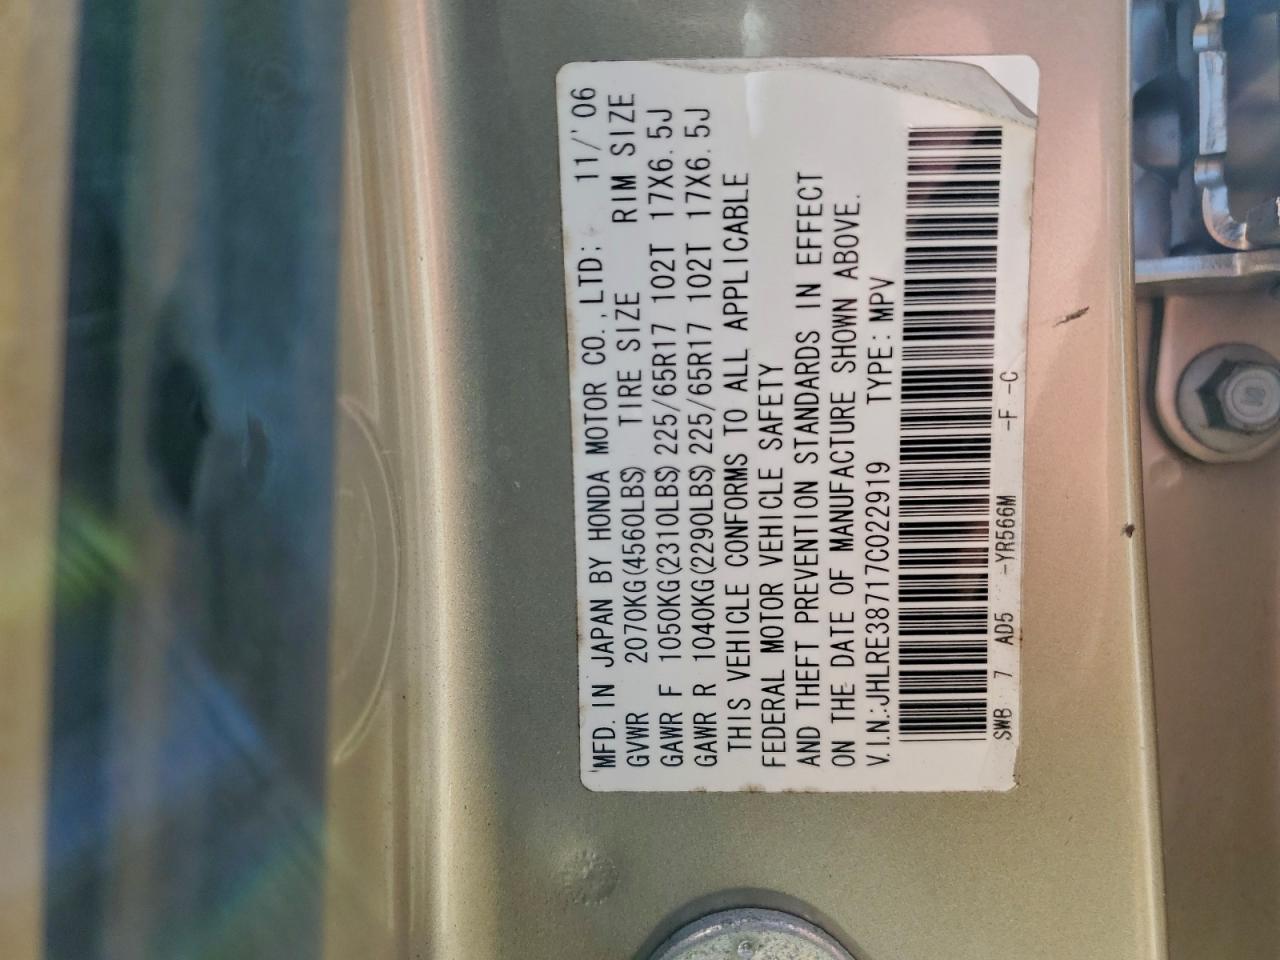 MFD. IN JAPAN BY HONDA MOTOR CO.,LTD: 11/'06
GVWR 2070KG(4560LBS) TIRE SIZE RIM SIZE
GAWR F 1050KG(2310LBS) 225/65R17 102T 17X6.5J
GAWR R 1040KG(2290LBS) 225/65R17 102T 17X6.5J
THIS VEHICLE CONFORMS TO ALL APPLICABLE
FEDERAL MOTOR VEHICLE SAFETY
AND THEFT PREVENTION STANDARDS IN EFFECT
ON THE DATE OF MANUFACTURE SHOWN ABOVE.
V.I.N.:JHLRE38717C022919 TYPE:MPV
SWB 7 AD5 -YR566M -F -C